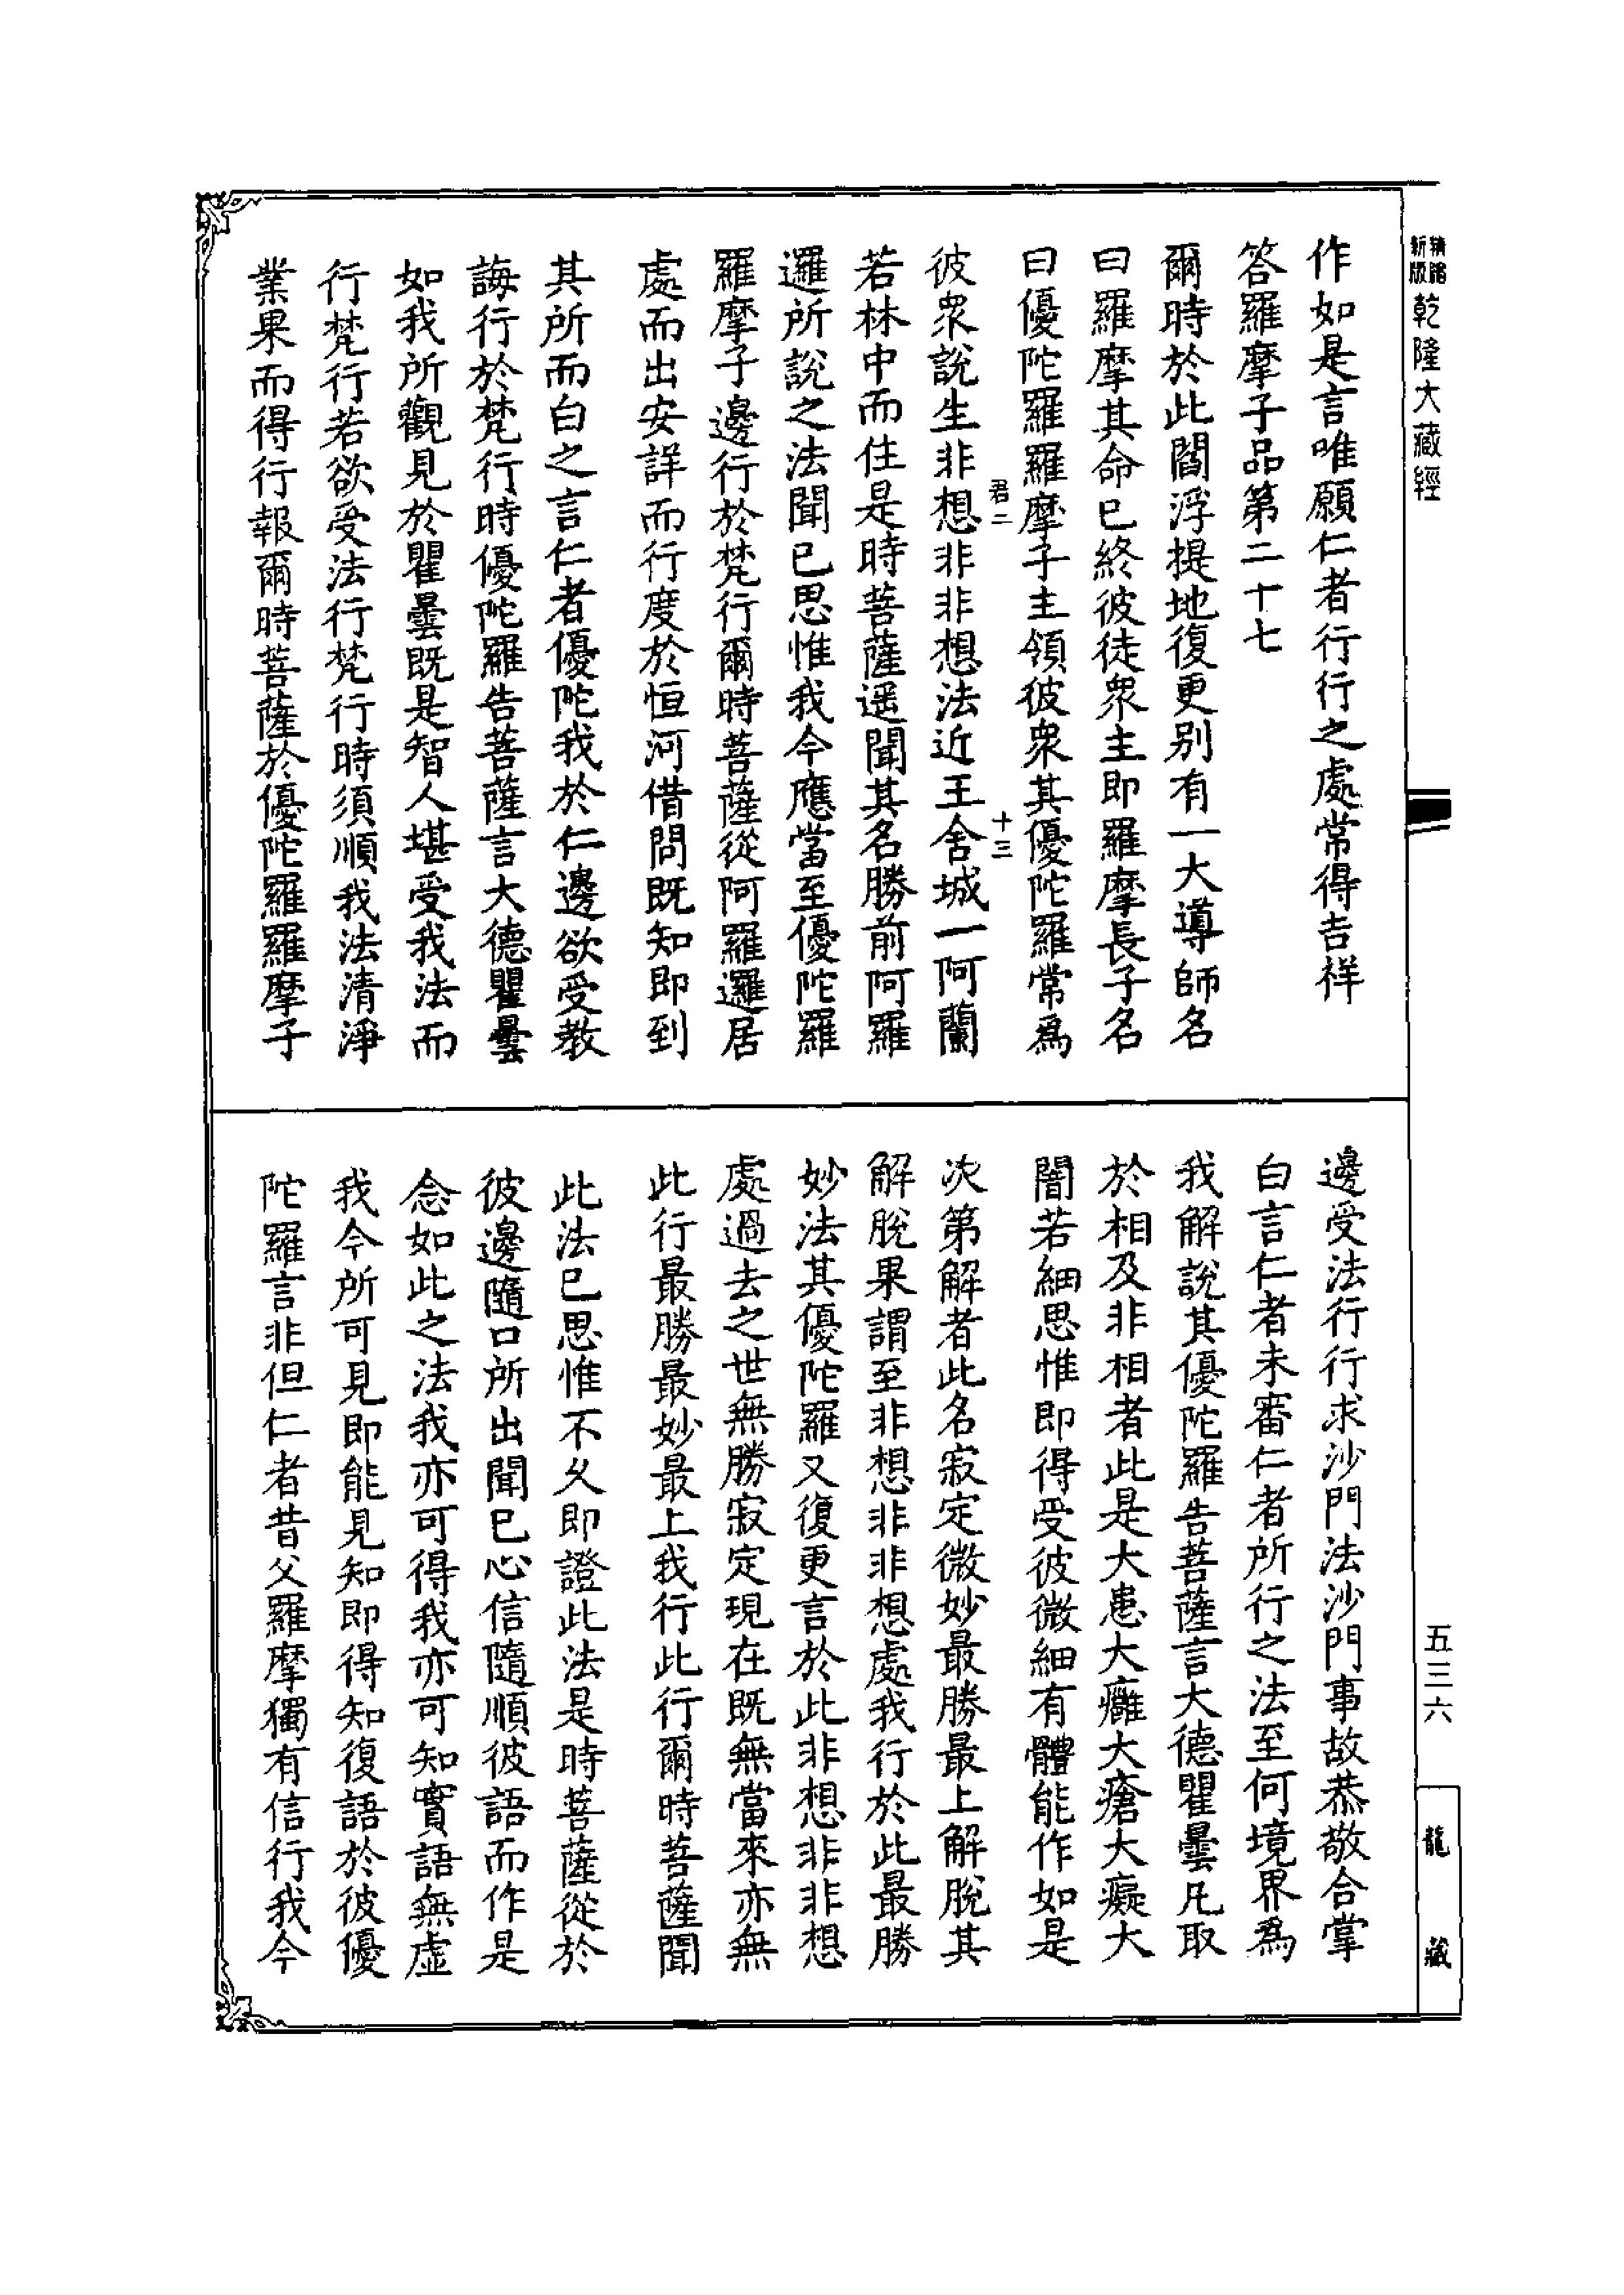 精縮新版乾隆大藏經
五三六
龍藏
作如是言唯願仁者行行之處常得吉祥
答羅摩子品第二十七
爾時於此閻浮提地復更別有一大導師名
曰羅摩其命已終彼徒衆主即羅摩長子名
曰優陀羅羅摩子主領彼衆其優陀羅常爲
君二 十三
彼衆說生非想非非想法近王舍城一阿蘭
若林中而住是時菩薩遥聞其名勝前阿羅
邏所說之法聞已思惟我今應當至優陀羅
羅摩子邊行於梵行爾時菩薩從阿羅邏居
處而出安詳而行度於恒河借問既知即到
其所而白之言仁者優陀我於仁邊欲受教
誨行於梵行時優陀羅告菩薩言大德瞿曇
如我所觀見於瞿曇既是智人堪受我法而
行梵行若欲受法行梵行時須順我法清淨
業果而得行報爾時菩薩於優陀羅羅摩子
邊受法行行求沙門法沙門事故恭敬合掌
白言仁者未審仁者所行之法至何境界爲
我解說其優陀羅告菩薩言大德瞿曇凡取
於相及非相者此是大患大癰大瘡大癡大
闇若細思惟即得受彼微細有體能作如是
次第解者此名寂定微妙最勝最上解脫其
解脫果謂至非想非非想處我行於此最勝
妙法其優陀羅又復更言於此非想非非想
處過去之世無勝寂定現在既無當來亦無
此行最勝最妙最上我行此行爾時菩薩聞
此法已思惟不久即證此法是時菩薩從於
彼邊隨口所出聞已心信隨順彼語而作是
念如此之法我亦可得我亦可知實語無虛
我今所可見即能見知即得知復語於彼優
陀羅言非但仁者昔父羅摩獨有信行我今